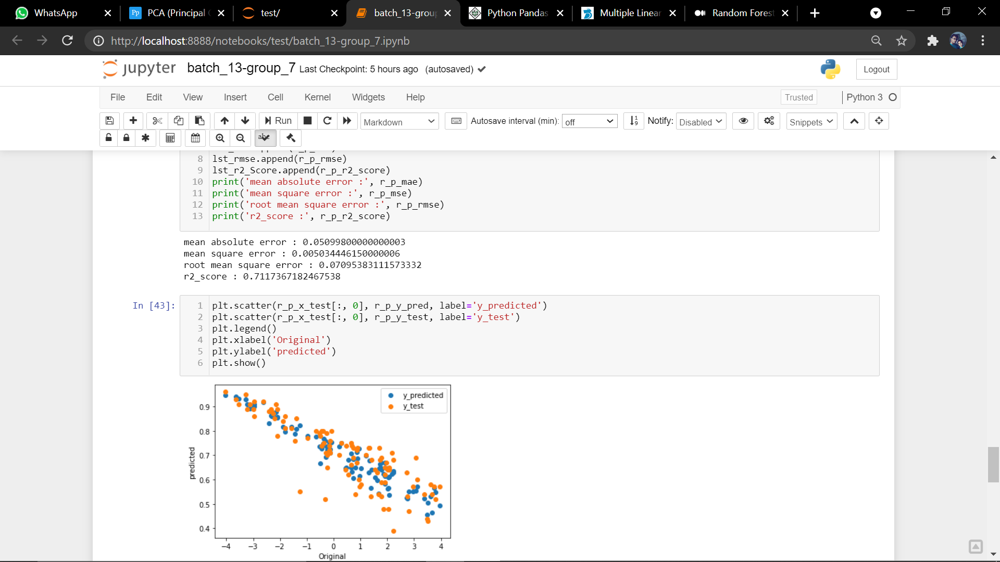 WhatsApp
PCA (Principal
test/
batch_13-grou
Python Pandas
Multiple Linear
Random Forest
http://localhost:8888/notebooks/test/batch_13-group_7.ipynb
jupyter batch_13-group_7 Last Checkpoint: 5 hours ago (autosaved)
Logout
File Edit View Insert Cell Kernel Widgets Help
Trusted
Python 3
Run
Markdown
Autosave interval (min):
off
Notify:
Disabled
Snippets
abc
8 lst_rmse.append(r_p_rmse)
9 lst_r2_Score.append(r_p_r2_score)
10 print('mean absolute error :', r_p_mae)
11 print('mean square error :', r_p_mse)
12 print('root mean square error :', r_p_rmse)
13 print('r2_score :', r_p_r2_score)
mean absolute error : 0.05099800000000003
mean square error : 0.005034446150000006
root mean square error : 0.07095383111573332
r2_score : 0.7117367182467538
In [43]:
1 plt.scatter(r_p_x_test[:, 0], r_p_y_pred, label='y_predicted')
2 plt.scatter(r_p_x_test[:, 0], r_p_y_test, label='y_test')
3 plt.legend()
4 plt.xlabel('Original')
5 plt.ylabel('predicted')
6 plt.show()
y_predicted
y_test
0.9
0.8
0.7
0.6
0.5
0.4
predicted
−4 −3 −2 −1 0 1 2 3 4
Original